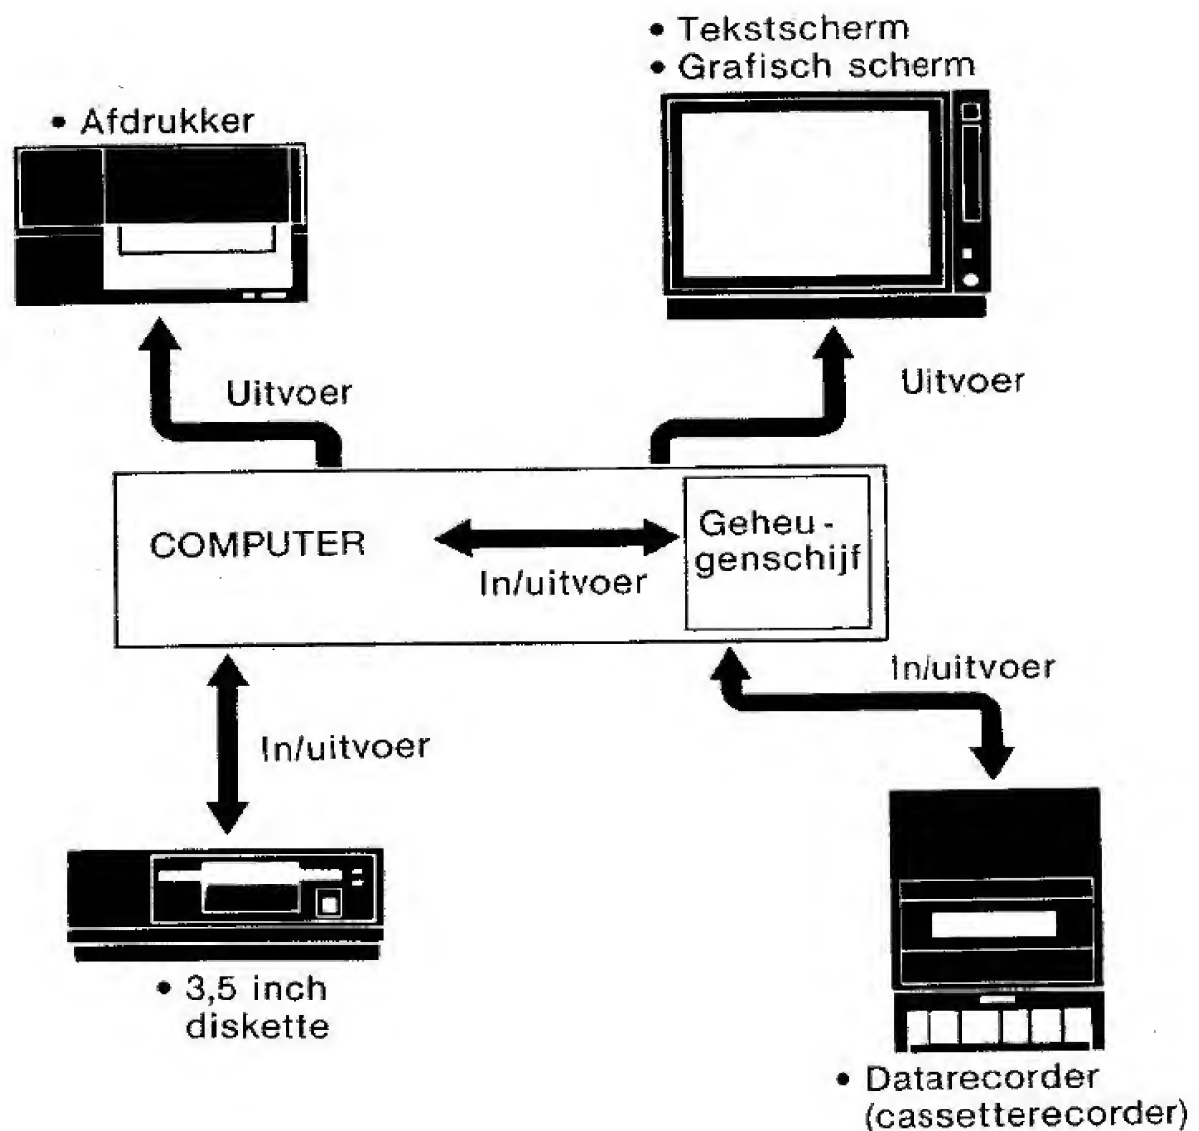 • Tekstscherm
• Grafisch scherm
• Afdrukker
Uitvoer
Uitvoer
COMPUTER
In/uitvoer
Geheu-
genschijf
In/uitvoer
In/uitvoer
• 3,5 inch
diskette
• Datarecorder
(cassetterecorder)